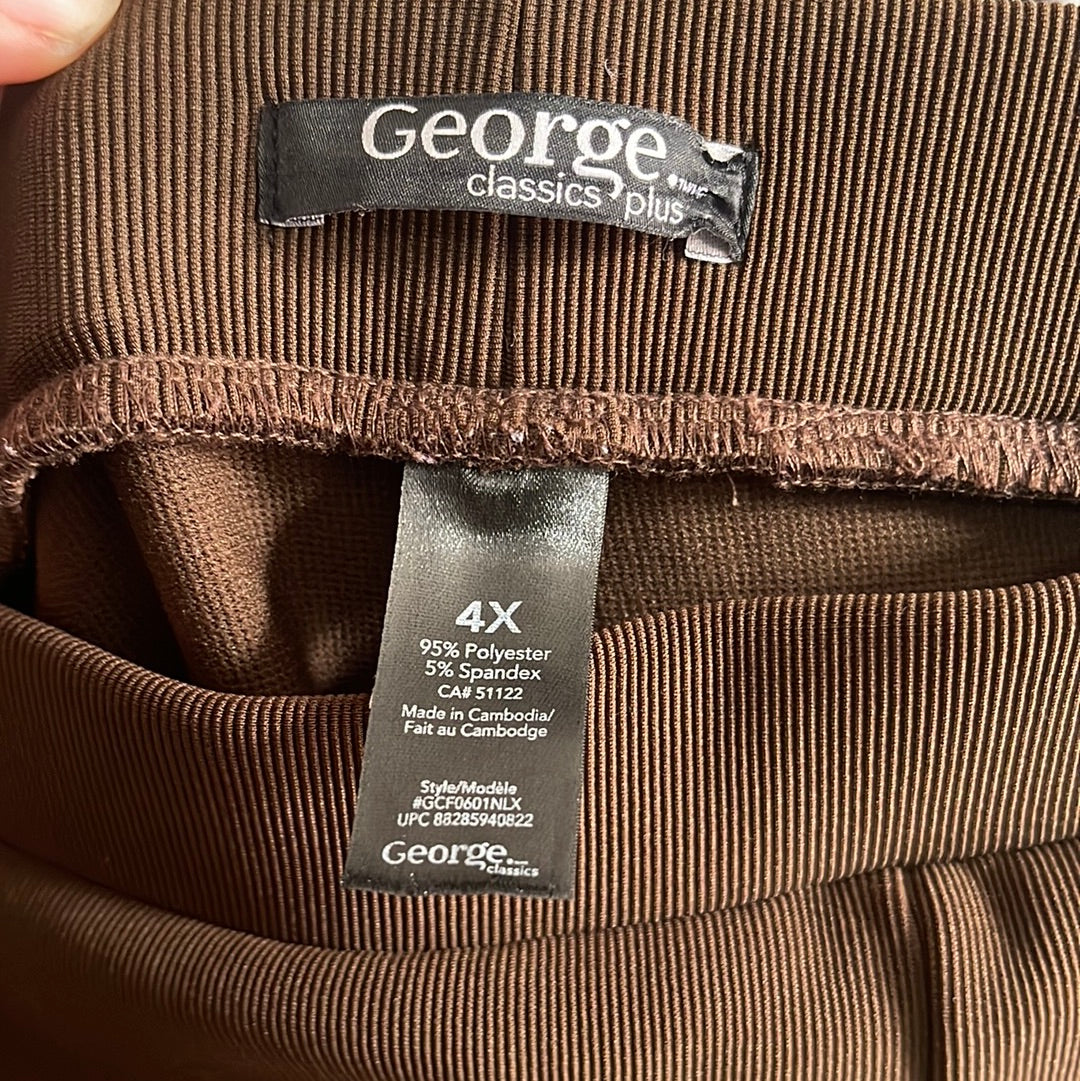 George.
classics plus
4X
95% Polyester
5% Spandex
CA# 51122
Made in Cambodia/
Fait au Cambodge
Style/Modèle
#GCF0601NLX
UPC 88285940822
George.
classics